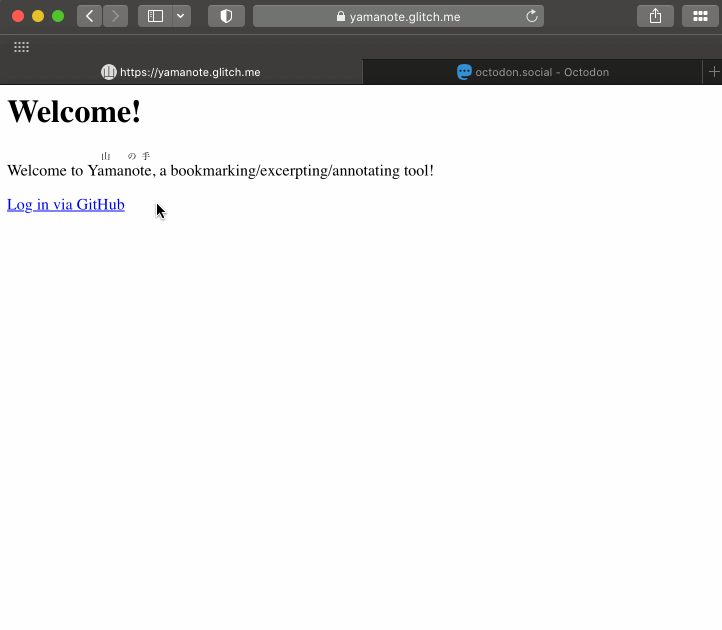 yamanote.glitch.me
https://yamanote.glitch.me
octodon.social - Octodon
Welcome!
山 の 手
Welcome to Yamanote, a bookmarking/excerpting/annotating tool!
Log in via GitHub